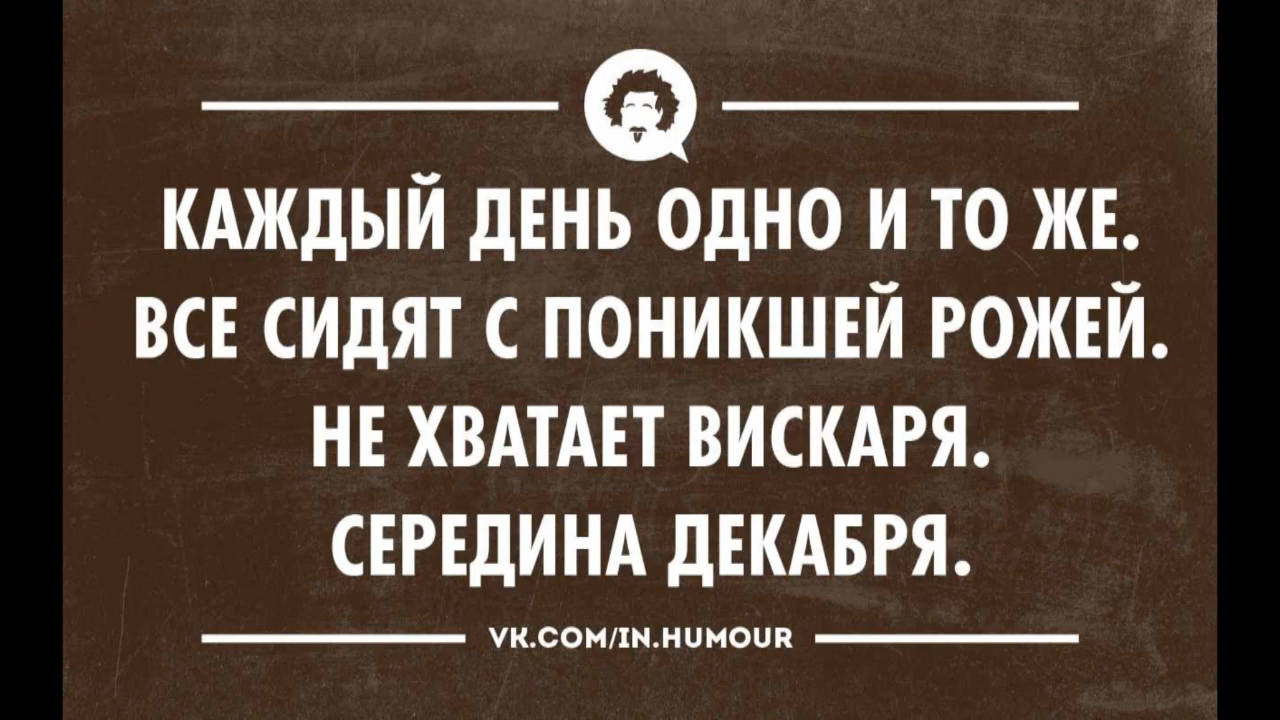 КАЖДЫЙ ДЕНЬ ОДНО И ТО ЖЕ.
ВСЕ СИДЯТ С ПОНИКШЕЙ РОЖЕЙ.
НЕ ХВАТАЕТ ВИСКАРЯ.
СЕРЕДИНА ДЕКАБРЯ.
VK.COM/IN.HUMOUR